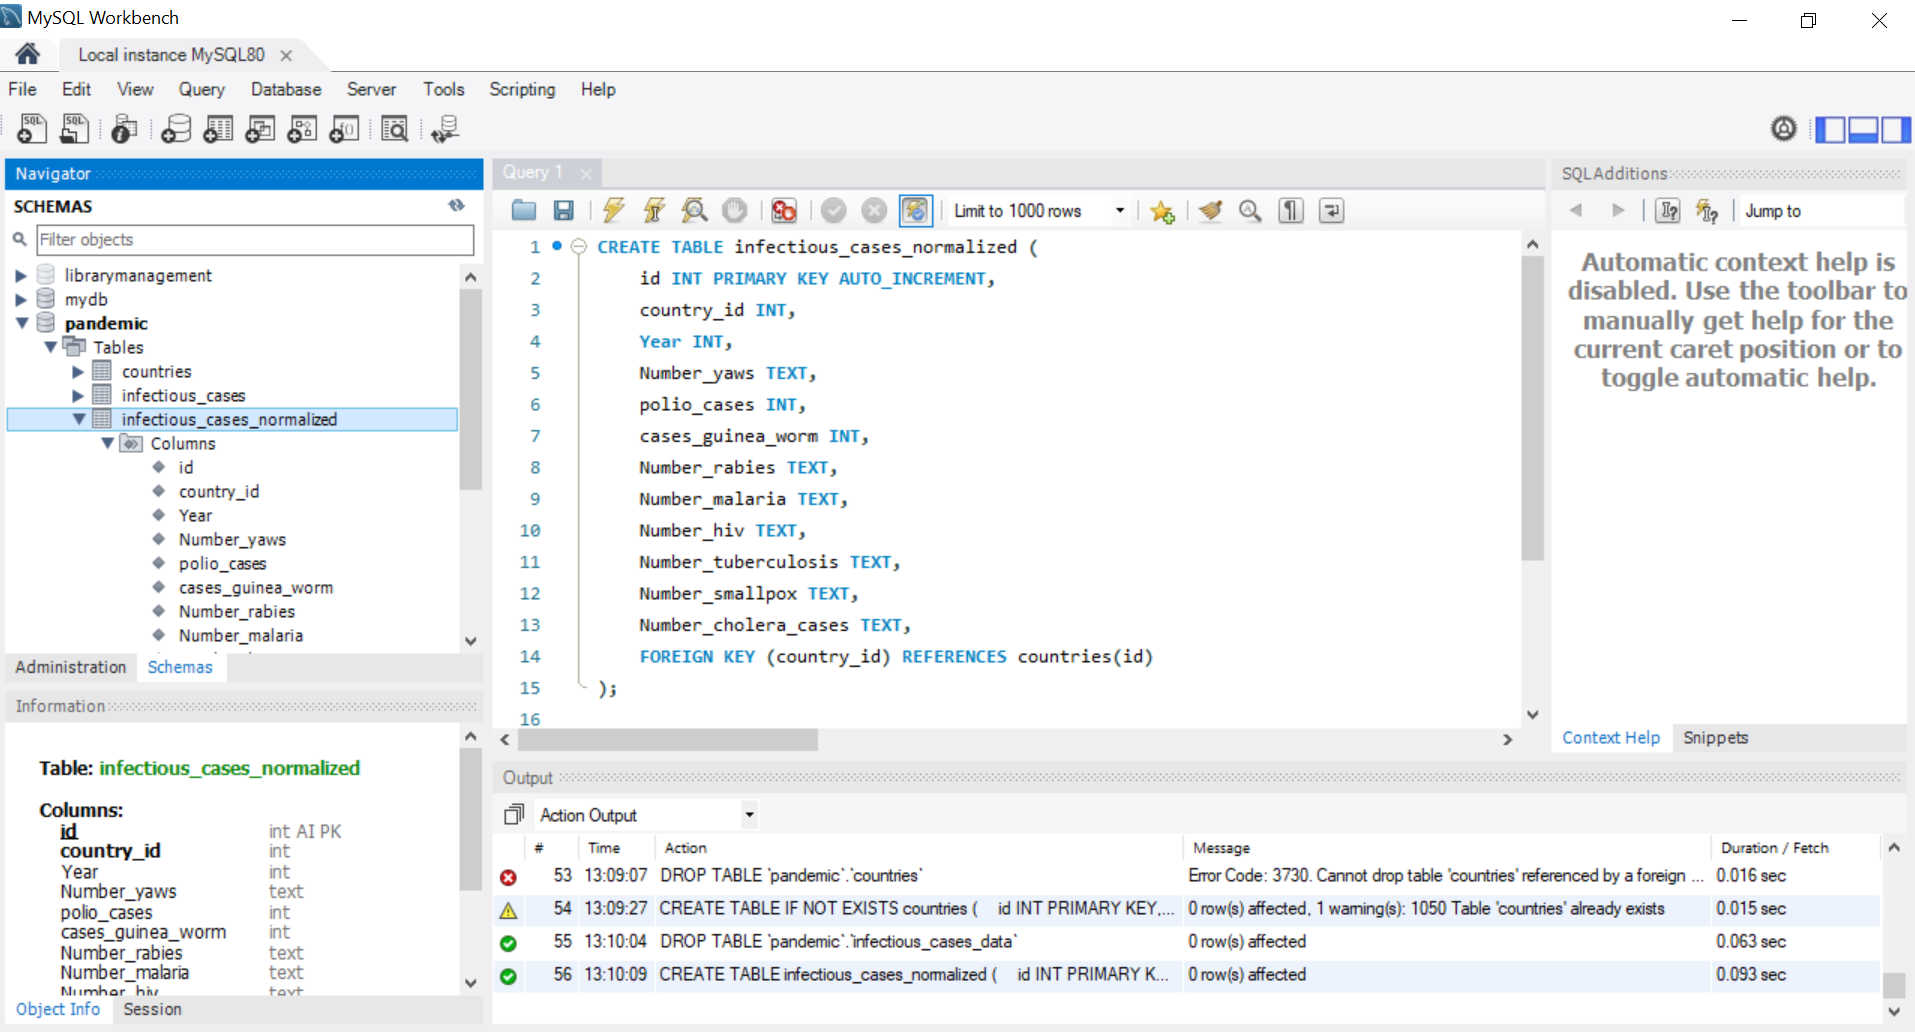 MySQL Workbench
Local instance MySQL80
File Edit View Query Database Server Tools Scripting Help
Navigator
SCHEMAS
Filter objects
librarymanagement
mydb
pandemic
Tables
countries
infectious_cases
infectious_cases_normalized
Columns
id
country_id
Year
Number_yaws
polio_cases
cases_guinea_worm
Number_rabies
Number_malaria
Administration Schemas
Information
Table: infectious_cases_normalized
Columns:
id int AI PK
country_id int
Year int
Number_yaws text
polio_cases int
cases_guinea_worm int
Number_rabies text
Number_malaria text
Number_hiv text
Object Info Session
Query 1
Limit to 1000 rows
1 CREATE TABLE infectious_cases_normalized (
2 id INT PRIMARY KEY AUTO_INCREMENT,
3 country_id INT,
4 Year INT,
5 Number_yaws TEXT,
6 polio_cases INT,
7 cases_guinea_worm INT,
8 Number_rabies TEXT,
9 Number_malaria TEXT,
10 Number_hiv TEXT,
11 Number_tuberculosis TEXT,
12 Number_smallpox TEXT,
13 Number_cholera_cases TEXT,
14 FOREIGN KEY (country_id) REFERENCES countries(id)
15 );
16
SQLAdditions
Jump to
Automatic context help is
disabled. Use the toolbar to
manually get help for the
current caret position or to
toggle automatic help.
Context Help Snippets
Output
Action Output
# Time Action Message Duration / Fetch
53 13:09:07 DROP TABLE `pandemic`.`countries` Error Code: 3730. Cannot drop table 'countries' referenced by a foreign ... 0.016 sec
54 13:09:27 CREATE TABLE IF NOT EXISTS countries ( id INT PRIMARY KEY,... 0 row(s) affected, 1 warning(s): 1050 Table 'countries' already exists 0.015 sec
55 13:10:04 DROP TABLE `pandemic`.`infectious_cases_data` 0 row(s) affected 0.063 sec
56 13:10:09 CREATE TABLE infectious_cases_normalized ( id INT PRIMARY K... 0 row(s) affected 0.093 sec